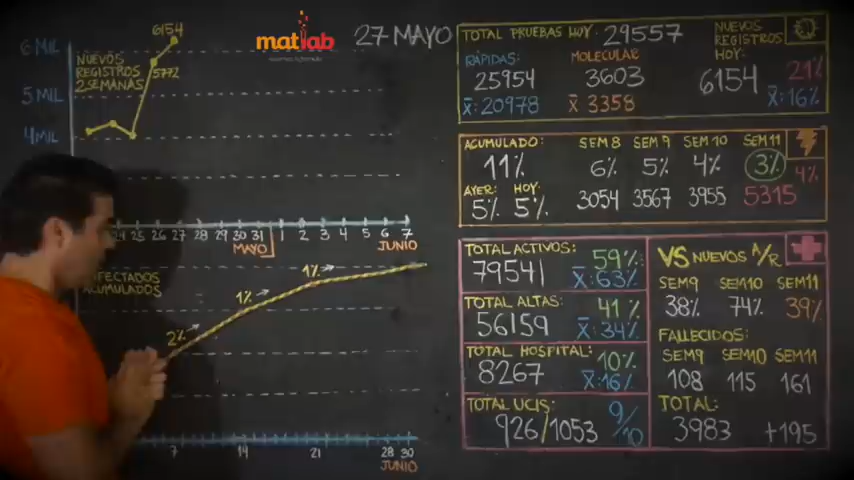 6154
6 MIL
NUEVOS
REGISTROS
2 SEMANAS
5772
5 MIL
4 MIL
matlab
27 MAYO
24 25 26 27 28 29 30 31 1 2 3 4 5 6 7
MAYO
JUNIO
INFECTADOS
ACUMULADOS
2%
1%
1%
7 14 21 28 30
JUNIO
TOTAL PRUEBAS HOY: 29557
RÁPIDAS:
25954
X̄:20978
MOLECULAR
3603
X̄ 3358
NUEVOS
REGISTROS
HOY:
6154
21%
X̄:16%
ACUMULADO:
11%
AYER: HOY:
5% 5%
SEM 8 SEM 9 SEM 10 SEM 11
6% 5% 4% 3%
4%
3054 3567 3955 5315
TOTAL ACTIVOS: 59%
79541 X̄:63%
TOTAL ALTAS: 41%
56159 X̄:34%
TOTAL HOSPITAL: 10%
8267 X̄:16%
TOTAL UCIS: 9/10
926/1053
VS NUEVOS A/R
SEM9 SEM10 SEM11
38% 74% 39%
FALLECIDOS:
SEM9 SEM10 SEM11
108 115 161
TOTAL:
3983 +195